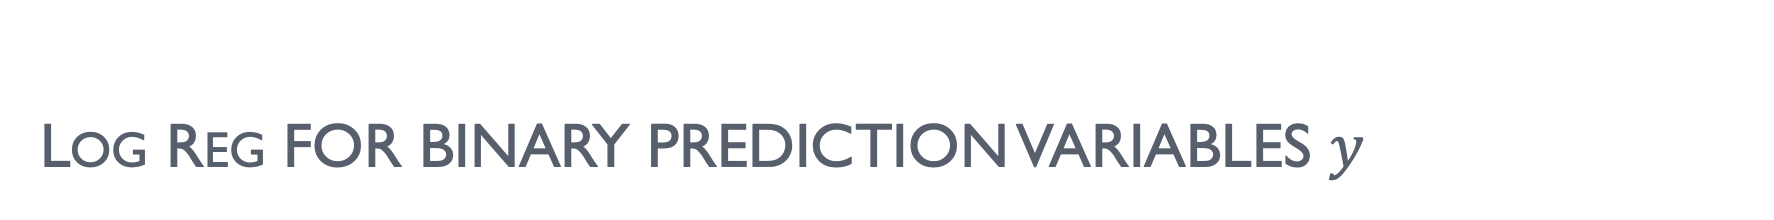 Log Reg FOR BINARY PREDICTION VARIABLES y